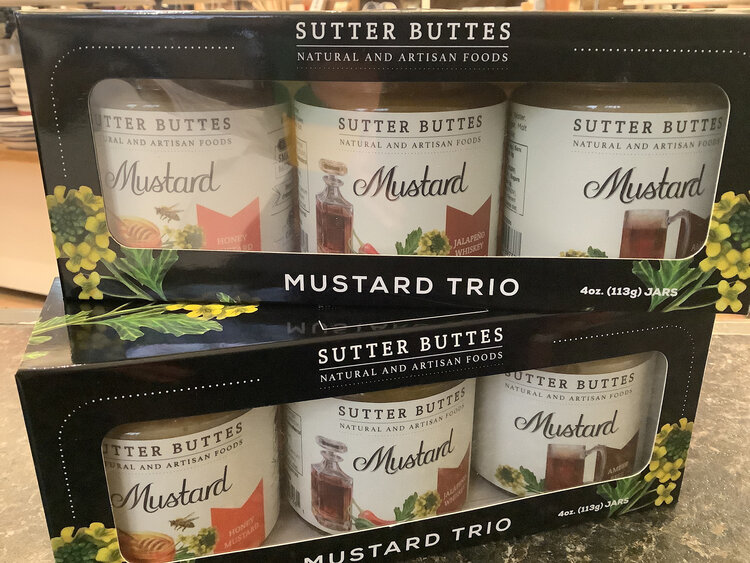 SUTTER BUTTES
NATURAL AND ARTISAN FOODS
SUTTER BUTTES
NATURAL AND ARTISAN FOODS
Mustard
HONEY
MUSTARD
SUTTER BUTTES
NATURAL AND ARTISAN FOODS
Mustard
JALAPEÑO
WHISKEY
SUTTER BUTTES
NATURAL AND ARTISAN FOODS
Mustard
MUSTARD TRIO
4oz. (113g) JARS
SUTTER BUTTES
NATURAL AND ARTISAN FOODS
SUTTER BUTTES
NATURAL AND ARTISAN FOODS
Mustard
HONEY
MUSTARD
SUTTER BUTTES
NATURAL AND ARTISAN FOODS
Mustard
JALAPEÑO
WHISKEY
SUTTER BUTTES
NATURAL AND ARTISAN FOODS
Mustard
AMBER
MUSTARD TRIO
4oz. (113g) JARS